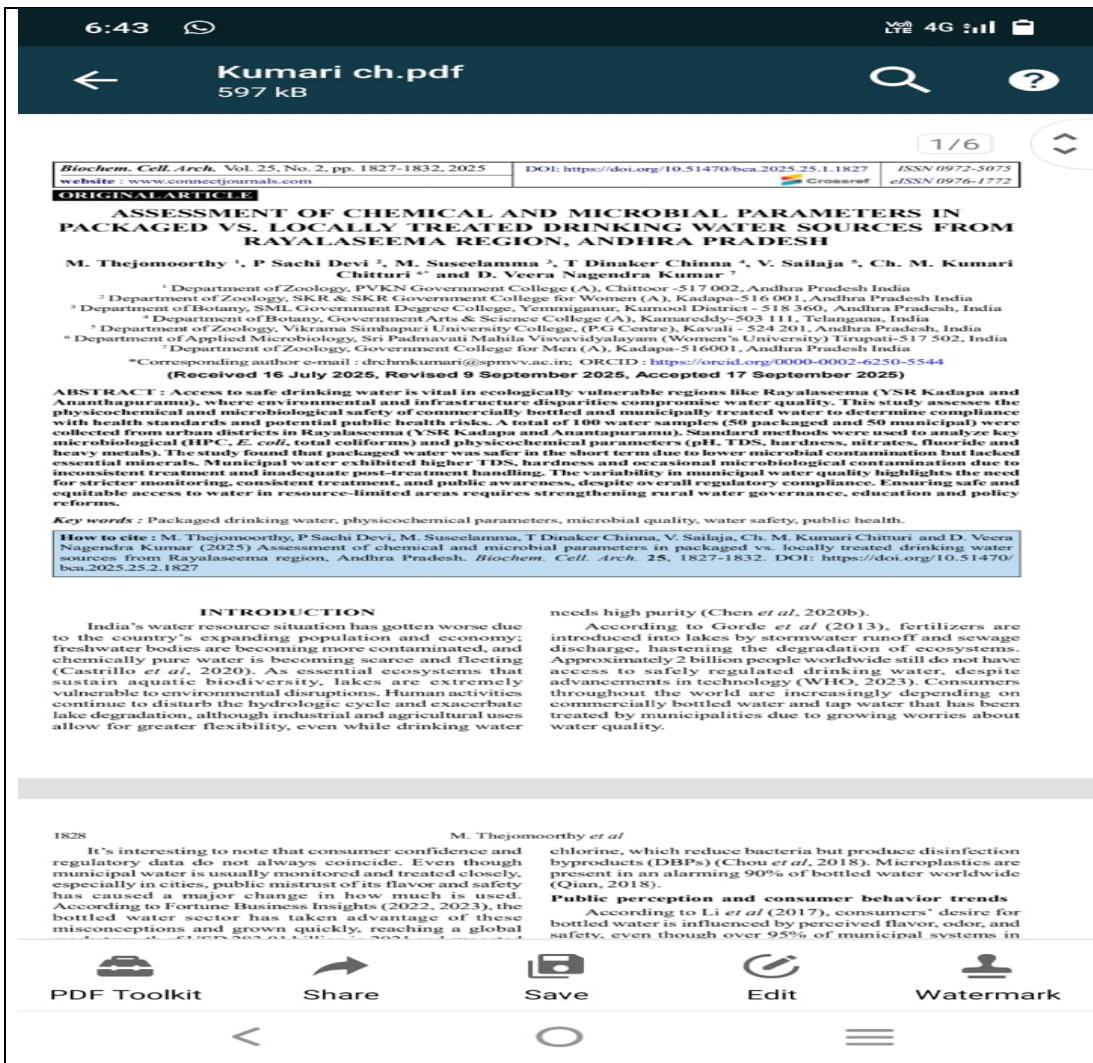 6:43
Vo)) LTE 4G
Kumari ch.pdf
597 kB
?
1/6
Biochem. Cell. Arch. Vol. 25, No. 2, pp. 1827-1832, 2025
DOI: https://doi.org/10.51470/bca.2025.25.1.1827
ISSN 0972-5075
website : www.connectjournals.com
Crossref
eISSN 0976-1772
ORIGINAL ARTICLE
ASSESSMENT OF CHEMICAL AND MICROBIAL PARAMETERS IN
PACKAGED VS. LOCALLY TREATED DRINKING WATER SOURCES FROM
RAYALASEEMA REGION, ANDHRA PRADESH
M. Thejomoorthy ¹, P Sachi Devi ², M. Suseelamma ³, T Dinaker Chinna ⁴, V. Sailaja ⁵, Ch. M. Kumari
Chitturi ⁶* and D. Veera Nagendra Kumar ⁷
¹ Department of Zoology, PVKN Government College (A), Chittoor -517 002, Andhra Pradesh India
² Department of Zoology, SKR & SKR Government College for Women (A), Kadapa-516 001, Andhra Pradesh India
³ Department of Botany, SML Government Degree College, Yemmiganur, Kurnool District - 518 360, Andhra Pradesh, India
⁴ Department of Botany, Government Arts & Science College (A), Kamareddy-503 111, Telangana, India
⁵ Department of Zoology, Vikrama Simhapuri University College, (P.G Centre), Kavali - 524 201, Andhra Pradesh, India
⁶ Department of Applied Microbiology, Sri Padmavati Mahila Visvavidyalayam (Women's University) Tirupati-517 502, India
⁷ Department of Zoology, Government College for Men (A), Kadapa-516001, Andhra Pradesh India
*Corresponding author e-mail : drchmkumari@spmvv.ac.in; ORCID : https://orcid.org/0000-0002-6250-5544
(Received 16 July 2025, Revised 9 September 2025, Accepted 17 September 2025)
ABSTRACT : Access to safe drinking water is vital in ecologically vulnerable regions like Rayalaseema (YSR Kadapa and
Ananthapuramu), where environmental and infrastructure disparities compromise water quality. This study assesses the
physicochemical and microbiological safety of commercially bottled and municipally treated water to determine compliance
with health standards and potential public health risks. A total of 100 water samples (50 packaged and 50 municipal) were
collected from urban districts in Rayalaseema (YSR Kadapa and Anantapuramu). Standard methods were used to analyze key
microbiological (HPC, E. coli, total coliforms) and physicochemical parameters (pH, TDS, hardness, nitrates, fluoride and
heavy metals). The study found that packaged water was safer in the short term due to lower microbial contamination but lacked
essential minerals. Municipal water exhibited higher TDS, hardness and occasional microbiological contamination due to
inconsistent treatment and inadequate post-treatment handling. The variability in municipal water quality highlights the need
for stricter monitoring, consistent treatment, and public awareness, despite overall regulatory compliance. Ensuring safe and
equitable access to water in resource-limited areas requires strengthening rural water governance, education and policy
reforms.
Key words : Packaged drinking water, physicochemical parameters, microbial quality, water safety, public health.
How to cite : M. Thejomoorthy, P Sachi Devi, M. Suseelamma, T Dinaker Chinna, V. Sailaja, Ch. M. Kumari Chitturi and D. Veera
Nagendra Kumar (2025) Assessment of chemical and microbial parameters in packaged vs. locally treated drinking water
sources from Rayalaseema region, Andhra Pradesh. Biochem. Cell. Arch. 25, 1827-1832. DOI: https://doi.org/10.51470/
bca.2025.25.2.1827
INTRODUCTION
India's water resource situation has gotten worse due
to the country's expanding population and economy;
freshwater bodies are becoming more contaminated, and
chemically pure water is becoming scarce and fleeting
(Castrillo et al, 2020). As essential ecosystems that
sustain aquatic biodiversity, lakes are extremely
vulnerable to environmental disruptions. Human activities
continue to disturb the hydrologic cycle and exacerbate
lake degradation, although industrial and agricultural uses
allow for greater flexibility, even while drinking water
needs high purity (Chen et al, 2020b).
According to Gorde et al (2013), fertilizers are
introduced into lakes by stormwater runoff and sewage
discharge, hastening the degradation of ecosystems.
Approximately 2 billion people worldwide still do not have
access to safely regulated drinking water, despite
advancements in technology (WHO, 2023). Consumers
throughout the world are increasingly depending on
commercially bottled water and tap water that has been
treated by municipalities due to growing worries about
water quality.
1828
M. Thejomoorthy et al
It's interesting to note that consumer confidence and
regulatory data do not always coincide. Even though
municipal water is usually monitored and treated closely,
especially in cities, public mistrust of its flavor and safety
has caused a major change in how much is used.
According to Fortune Business Insights (2022, 2023), the
bottled water sector has taken advantage of these
misconceptions and grown quickly, reaching a global
chlorine, which reduce bacteria but produce disinfection
byproducts (DBPs) (Chou et al, 2018). Microplastics are
present in an alarming 90% of bottled water worldwide
(Qian, 2018).
Public perception and consumer behavior trends
According to Li et al (2017), consumers' desire for
bottled water is influenced by perceived flavor, odor, and
safety, even though over 95% of municipal systems in
PDF Toolkit
Share
Save
Edit
Watermark